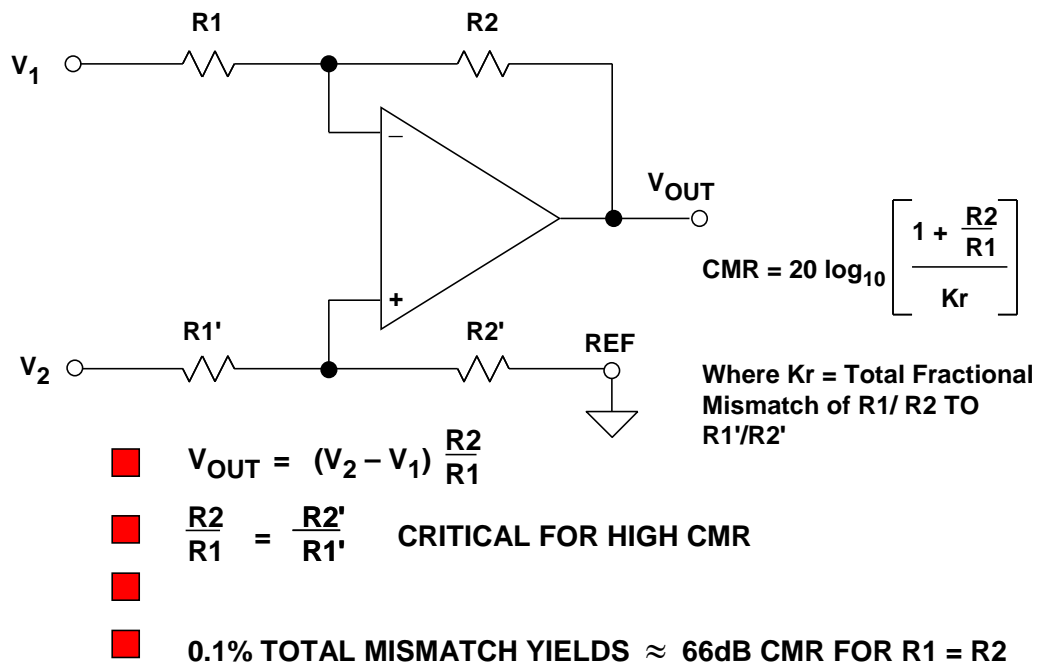 R1
R2
V1
−
VOUT
+
R1'
R2'
REF
V2
CMR = 20 log10 [ (1 + R2/R1) / Kr ]
Where Kr = Total Fractional
Mismatch of R1/ R2 TO
R1'/R2'
VOUT = (V2 – V1) R2/R1
R2/R1 = R2'/R1' CRITICAL FOR HIGH CMR
0.1% TOTAL MISMATCH YIELDS ≈ 66dB CMR FOR R1 = R2